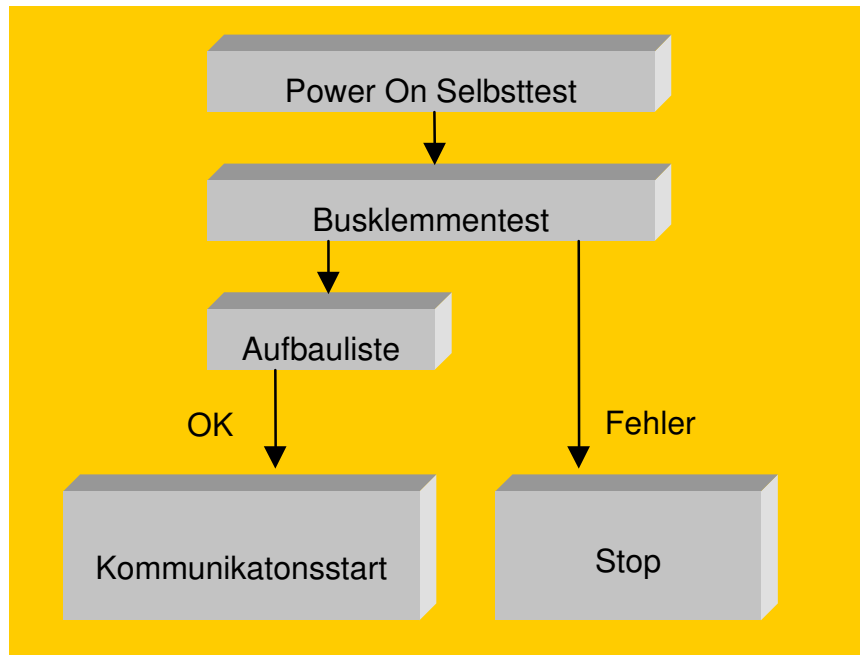 Power On Selbsttest
Busklemmentest
Aufbauliste
OK
Fehler
Kommunikatonsstart
Stop